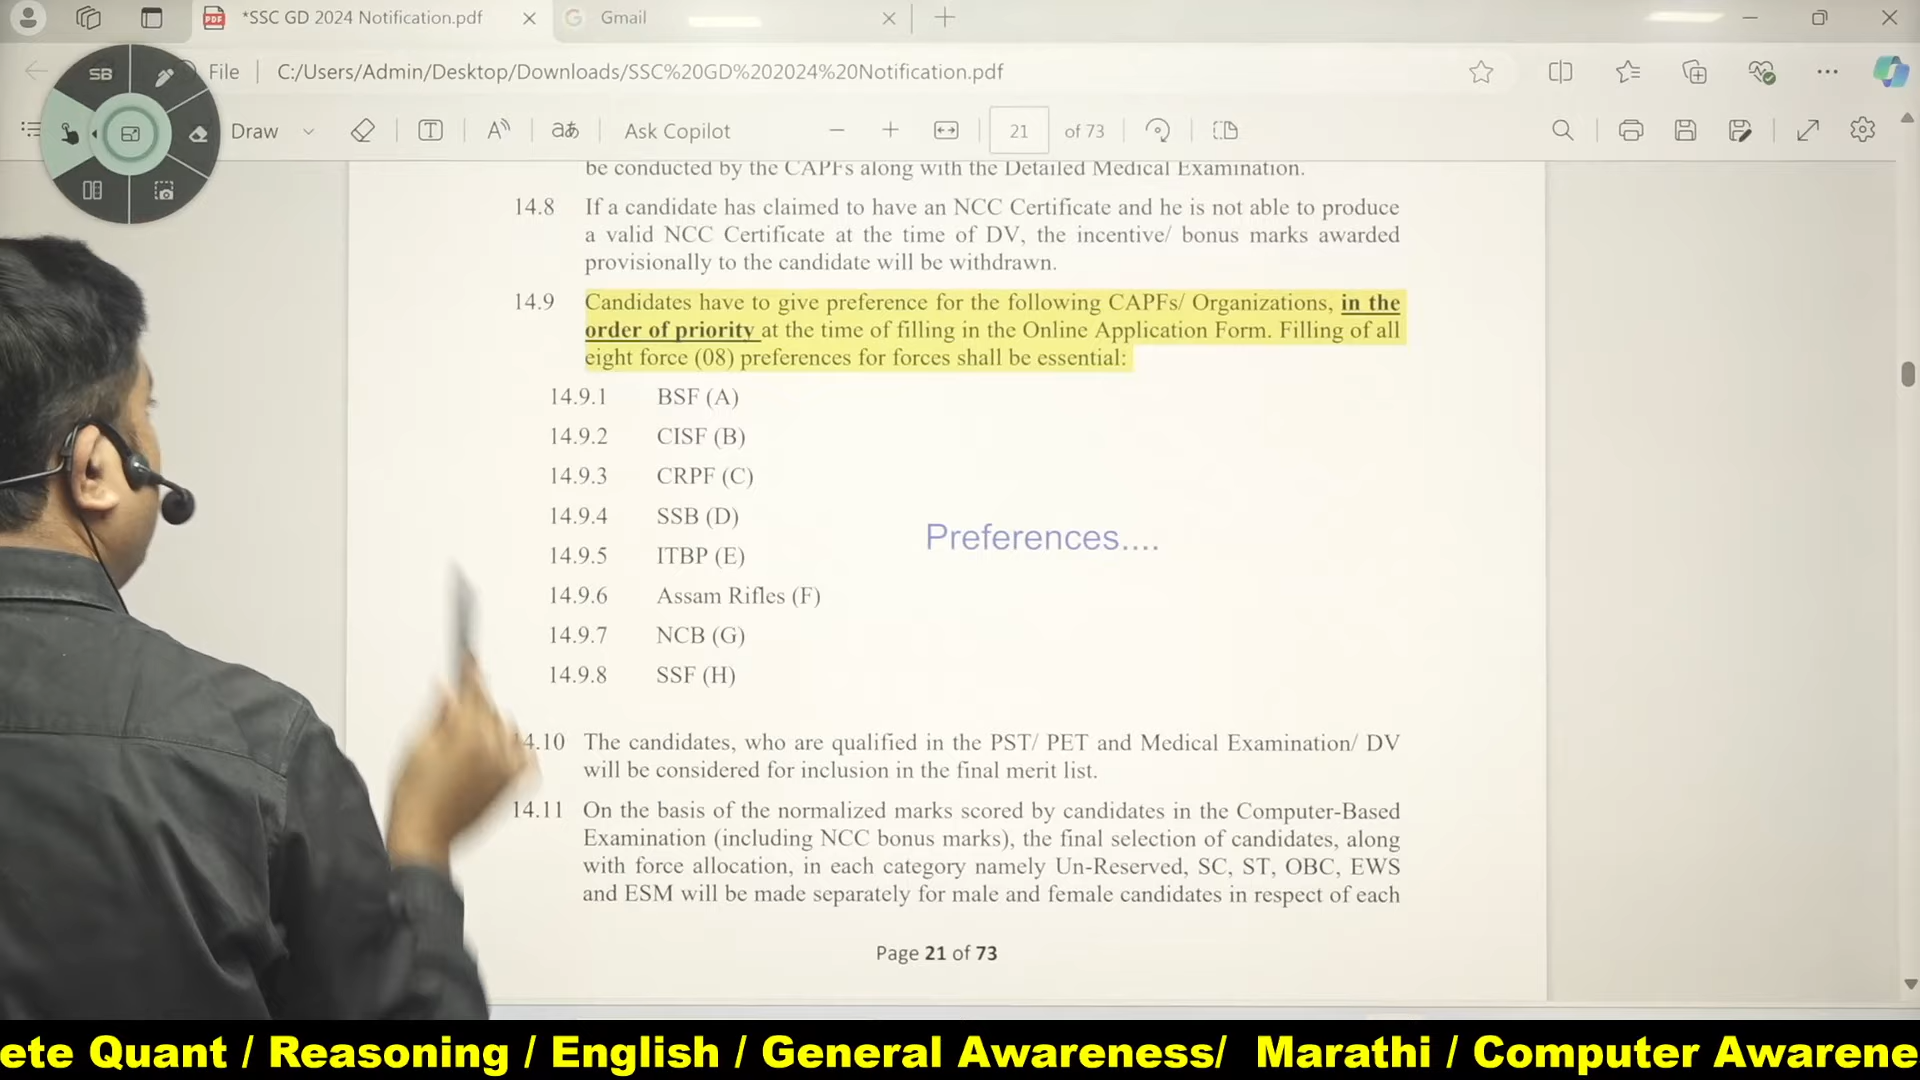 *SSC GD 2024 Notification.pdf
Gmail
SB
File
C:/Users/Admin/Desktop/Downloads/SSC%20GD%202024%20Notification.pdf
Draw
Ask Copilot
21
of 73
be conducted by the CAPFs along with the Detailed Medical Examination.
14.8 If a candidate has claimed to have an NCC Certificate and he is not able to produce
a valid NCC Certificate at the time of DV, the incentive/ bonus marks awarded
provisionally to the candidate will be withdrawn.
14.9 Candidates have to give preference for the following CAPFs/ Organizations, in the
order of priority at the time of filling in the Online Application Form. Filling of all
eight force (08) preferences for forces shall be essential:
14.9.1 BSF (A)
14.9.2 CISF (B)
14.9.3 CRPF (C)
14.9.4 SSB (D)
Preferences....
14.9.5 ITBP (E)
14.9.6 Assam Rifles (F)
14.9.7 NCB (G)
14.9.8 SSF (H)
4.10 The candidates, who are qualified in the PST/ PET and Medical Examination/ DV
will be considered for inclusion in the final merit list.
14.11 On the basis of the normalized marks scored by candidates in the Computer-Based
Examination (including NCC bonus marks), the final selection of candidates, along
with force allocation, in each category namely Un-Reserved, SC, ST, OBC, EWS
and ESM will be made separately for male and female candidates in respect of each
Page 21 of 73
ete Quant / Reasoning / English / General Awareness/ Marathi / Computer Awarene